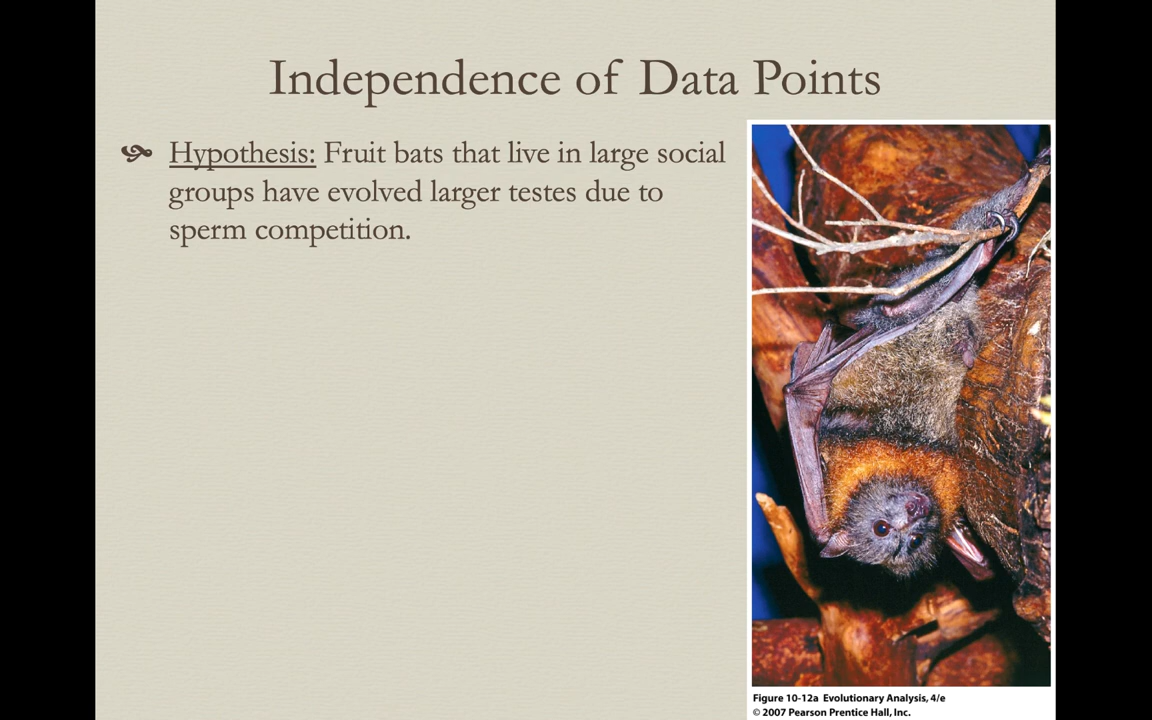 Independence of Data Points
Hypothesis: Fruit bats that live in large social
groups have evolved larger testes due to
sperm competition.
Figure 10-12a Evolutionary Analysis, 4/e
© 2007 Pearson Prentice Hall, Inc.